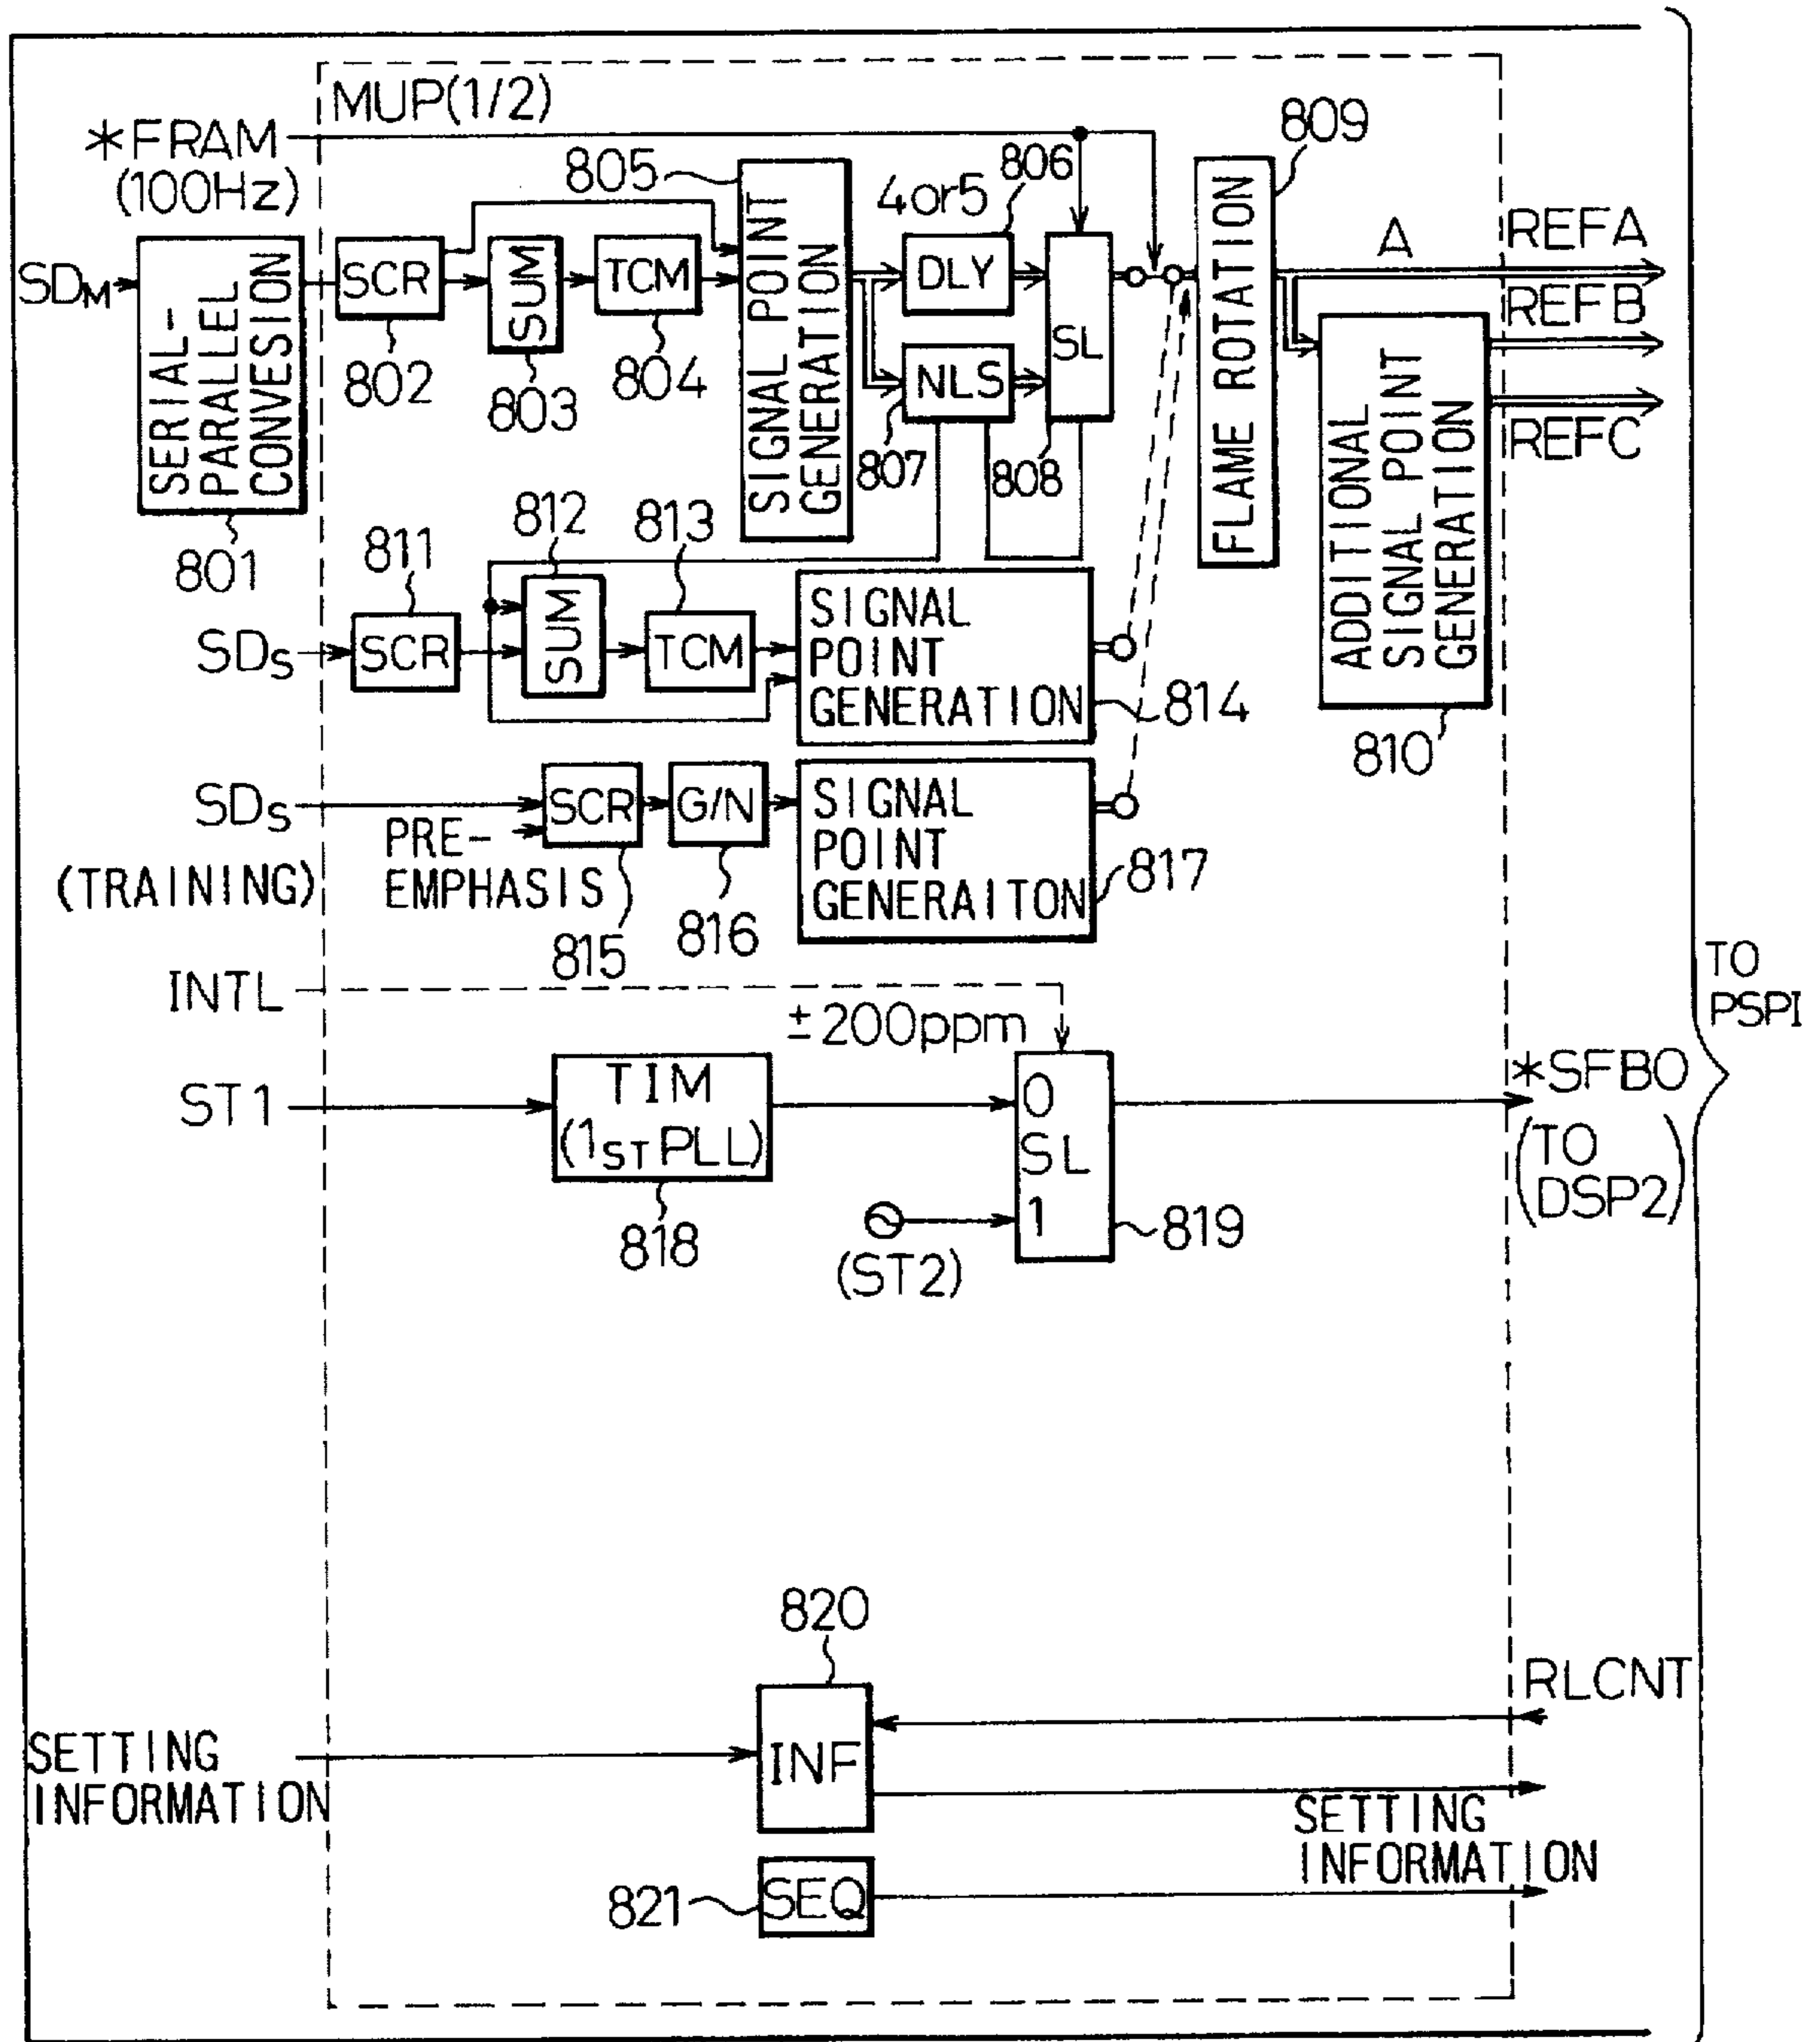 MUP(1/2)
*FRAM
(100Hz)
805
4or5
806
809
SDM
SERIAL-
PARALLEL
CONVESION
801
SCR
802
SUM
803
TCM
804
SIGNAL POINT
GENERATION
DLY
NLS
807
SL
808
FLAME ROTATION
A
REFA
REFB
REFC
ADDITIONAL
SIGNAL POINT
GENERATION
810
811
812
813
SDS
SCR
SUM
TCM
SIGNAL
POINT
GENERATION
814
SDS
(TRAINING)
PRE-
EMPHASIS
SCR
815
G/N
816
SIGNAL
POINT
GENERAITON
817
INTL
±200ppm
TO
PSPI
ST1
TIM
(1ST PLL)
818
0
SL
1
819
(ST2)
*SFBO
(TO
DSP2)
820
RLCNT
SETTING
INFORMATION
INF
SETTING
INFORMATION
821
SEQ